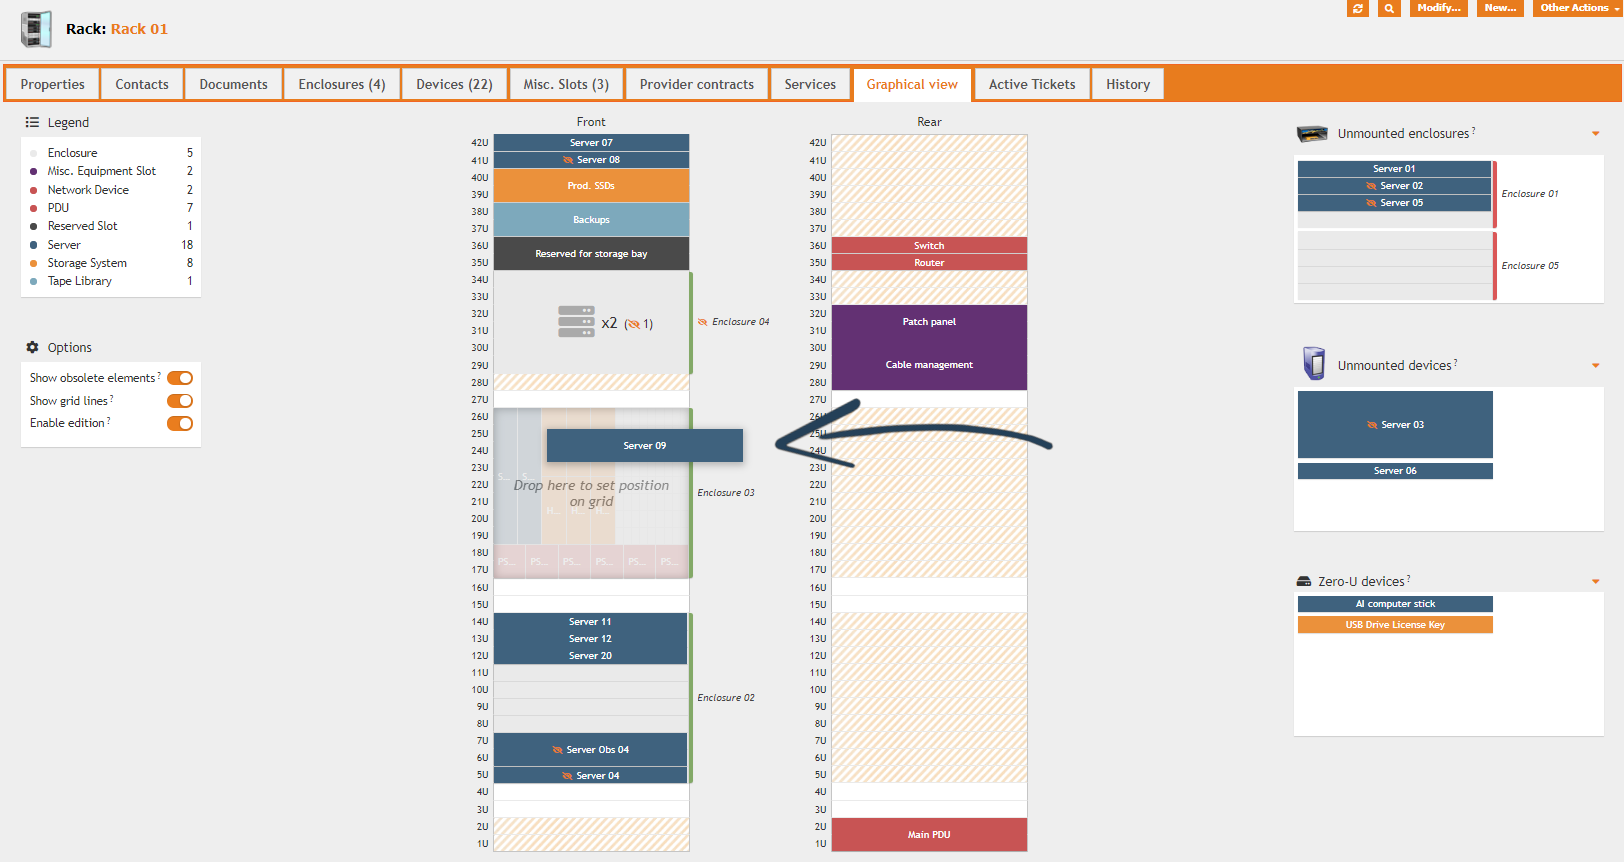 Rack: Rack 01
Modify...
New...
Other Actions
Properties
Contacts
Documents
Enclosures (4)
Devices (22)
Misc. Slots (3)
Provider contracts
Services
Graphical view
Active Tickets
History
Legend
Enclosure 5
Misc. Equipment Slot 2
Network Device 2
PDU 7
Reserved Slot 1
Server 18
Storage System 8
Tape Library 1
Options
Show obsolete elements ?
Show grid lines ?
Enable edition ?
Front
42U Server 07
41U Server 08
40U Prod. SSDs
39U
38U Backups
37U
36U Reserved for storage bay
35U
34U
33U
32U x2 (1) Enclosure 04
31U
30U
29U
28U
27U
26U
25U Server 09
24U
23U
22U S... Drop here to set position
21U on grid Enclosure 03
20U H... H... H...
19U
18U PS... PS... PS... PS... PS... PS...
17U
16U
15U
14U Server 11
13U Server 12
12U Server 20
11U
10U
9U Enclosure 02
8U
7U Server Obs 04
6U
5U Server 04
4U
3U
2U
1U
Rear
42U
41U
40U
39U
38U
37U
36U Switch
35U Router
34U
33U
32U Patch panel
31U
30U
29U Cable management
28U
27U
26U
25U
24U
23U
22U
21U
20U
19U
18U
17U
16U
15U
14U
13U
12U
11U
10U
9U
8U
7U
6U
5U
4U
3U
2U Main PDU
1U
Unmounted enclosures ?
Server 01
Server 02 Enclosure 01
Server 05
Enclosure 05
Unmounted devices ?
Server 03
Server 06
Zero-U devices ?
AI computer stick
USB Drive License Key